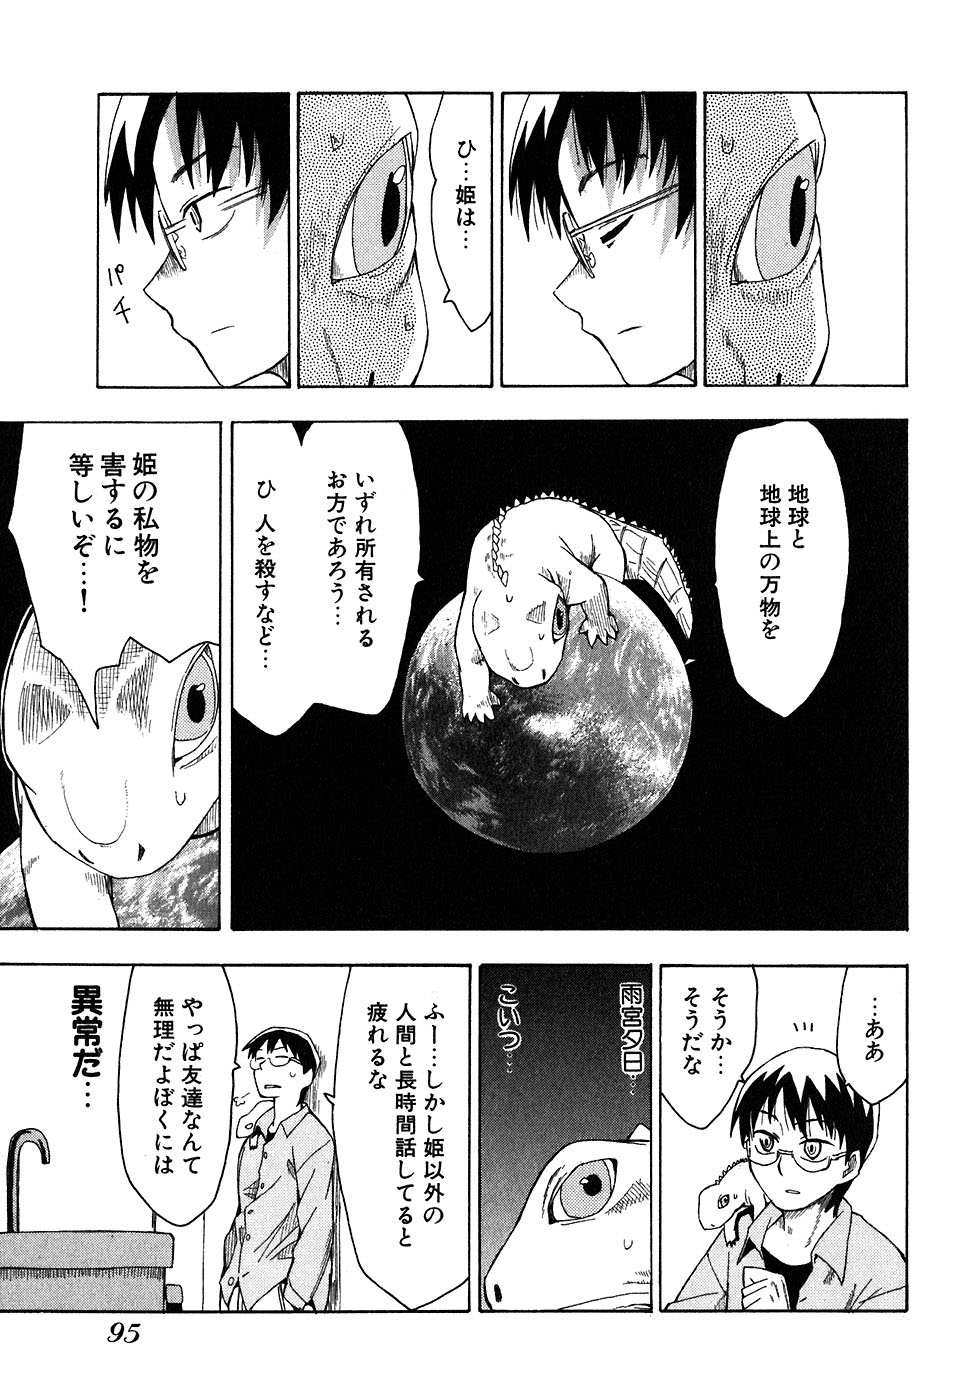 ひ…姫は…
パチ
地球と
地球上の万物を
いずれ所有される
お方であろう…
ひ 人を殺すなど…
姫の私物を
害するに
等しいぞ…!
…ああ
そうか…
そうだな
雨宮夕日…
こいつ…
ふー…しかし姫以外の
人間と長時間話してると
疲れるな
やっぱ友達なんて
無理だよぼくには
異常だ…
95